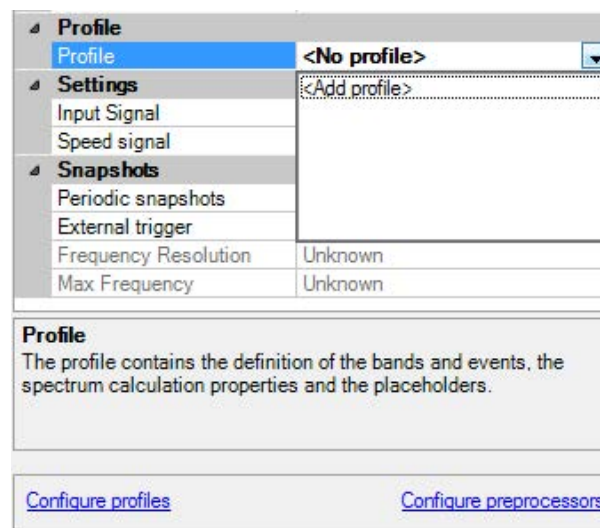 Profile
Profile <No profile>
Settings <Add profile>
Input Signal
Speed signal
Snapshots
Periodic snapshots
External trigger
Frequency Resolution Unknown
Max Frequency Unknown
Profile
The profile contains the definition of the bands and events, the
spectrum calculation properties and the placeholders.
Configure profiles Configure preprocessors